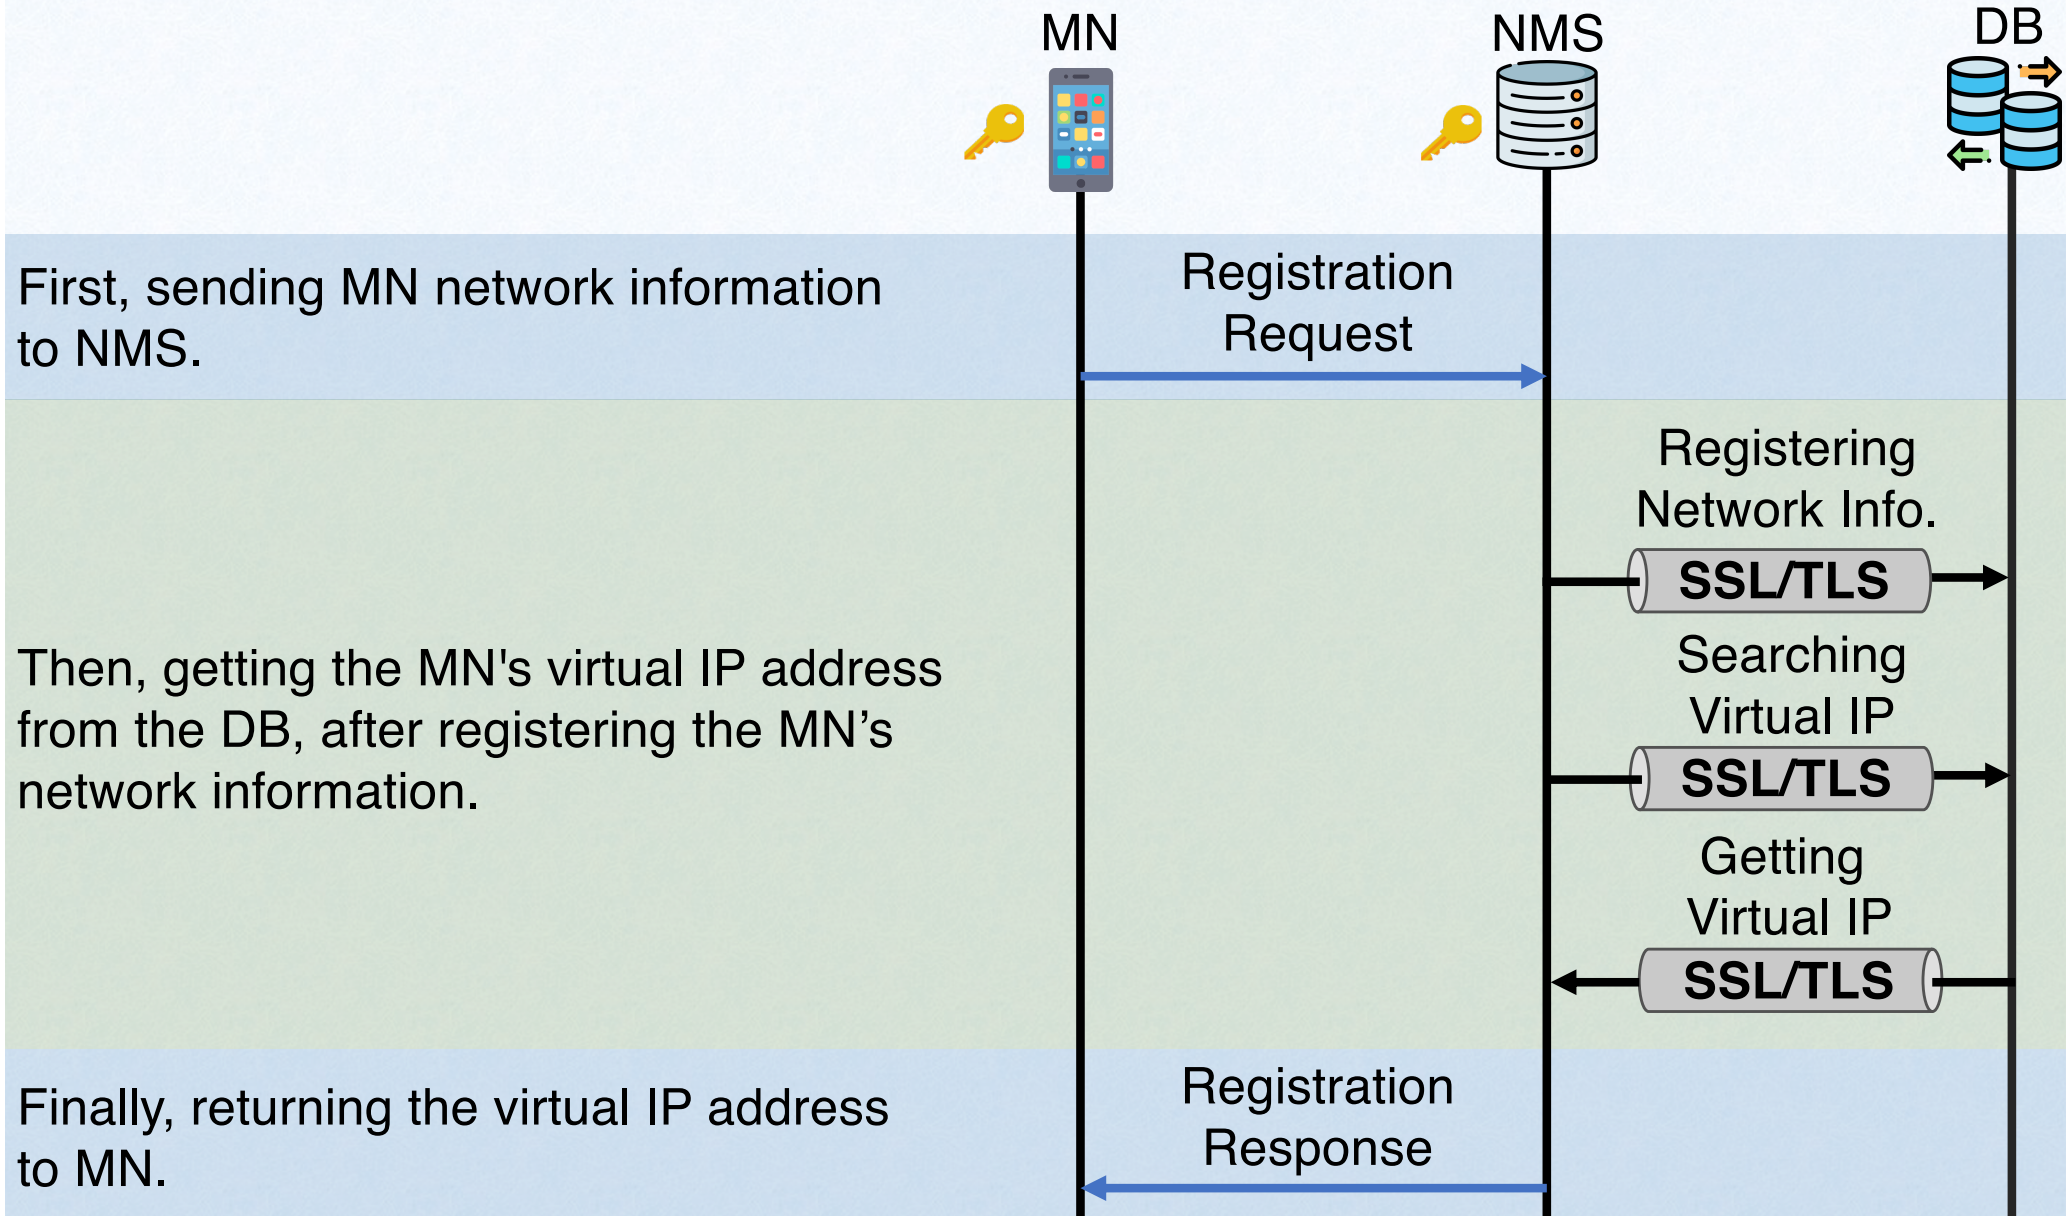 MN
NMS
DB
First, sending MN network information
to NMS.
Registration
Request
Registering
Network Info.
SSL/TLS
Searching
Virtual IP
SSL/TLS
Then, getting the MN's virtual IP address
from the DB, after registering the MN’s
network information.
Getting
Virtual IP
SSL/TLS
Finally, returning the virtual IP address
to MN.
Registration
Response